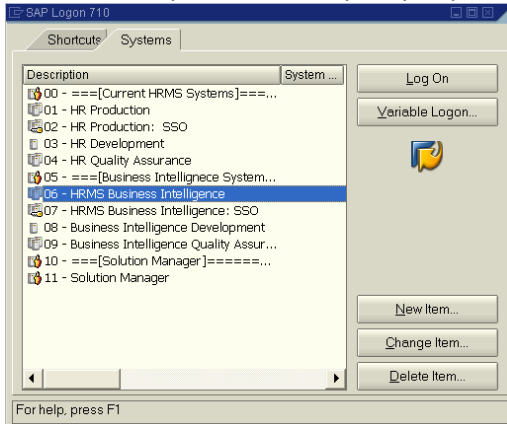 SAP Logon 710
Shortcuts Systems
Description System ...
00 - ===[Current HRMS Systems]===...
01 - HR Production
02 - HR Production: SSO
03 - HR Development
04 - HR Quality Assurance
05 - ===[Business Intellignece System...
06 - HRMS Business Intelligence
07 - HRMS Business Intelligence: SSO
08 - Business Intelligence Development
09 - Business Intelligence Quality Assur...
10 - ===[Solution Manager]======...
11 - Solution Manager
Log On
Variable Logon...
New Item...
Change Item...
Delete Item...
For help, press F1